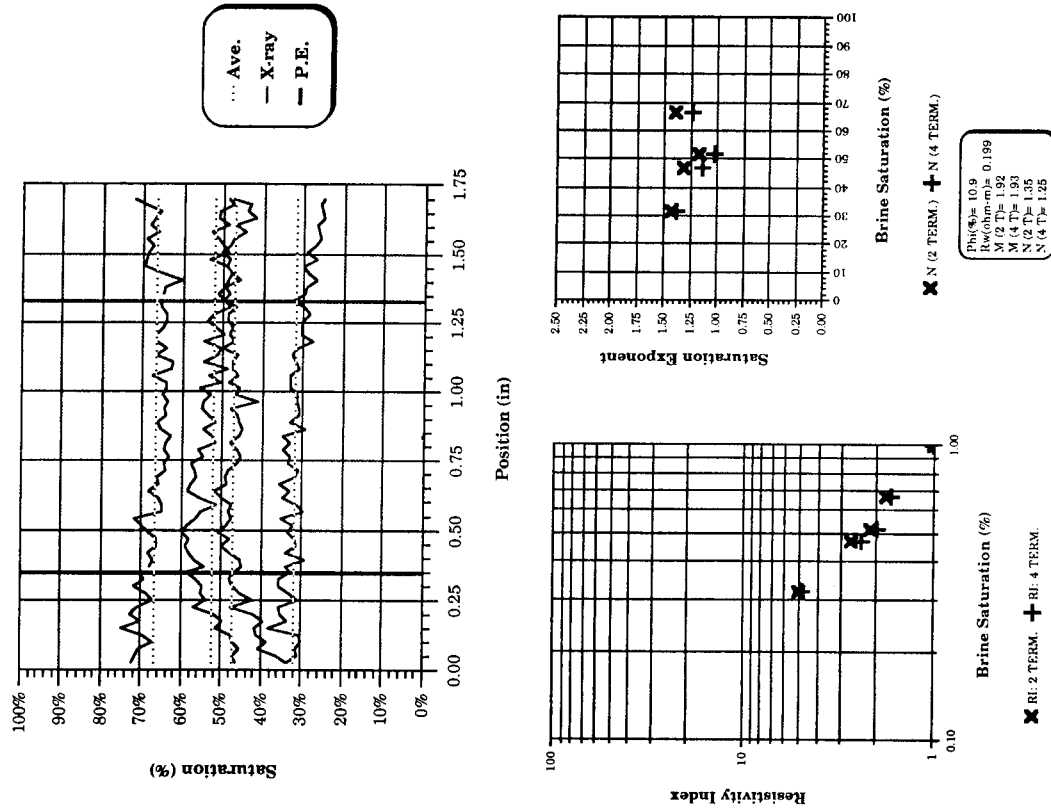 Saturation (%)
100%
90%
80%
70%
60%
50%
40%
30%
20%
10%
0%
0.00
0.25
0.50
0.75
1.00
1.25
1.50
1.75
Position (in)
Ave.
X-ray
P.E.
Resistivity Index
100
10
1
0.10
1.00
Brine Saturation (%)
RI: 2 TERM.
RI: 4 TERM
Saturation Exponent
2.50
2.25
2.00
1.75
1.50
1.25
1.00
0.75
0.50
0.25
0.00
0
10
20
30
40
50
60
70
80
90
100
Brine Saturation (%)
N (2 TERM.)
N (4 TERM.)
Phi(%)= 10.9
Rw(ohm-m)= 0.199
M (2 T)= 1.92
M (4 T)= 1.93
N (2 T)= 1.35
N (4 T)= 1.25